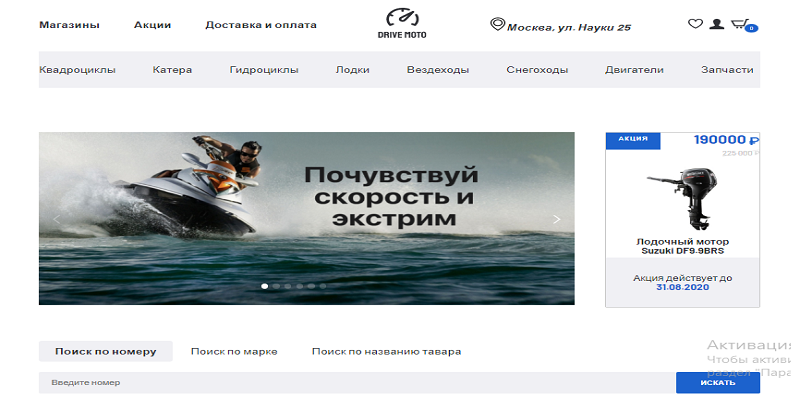 Магазины
Акции
Доставка и оплата
DRIVE MOTO
Москва, ул. Науки 25
0
Квадроциклы
Катера
Гидроциклы
Лодки
Вездеходы
Снегоходы
Двигатели
Запчасти
Почувствуй
скорость и
экстрим
АКЦИЯ
190000 ₽
225 000 ₽
Лодочный мотор
Suzuki DF9.9BRS
Акция действует до
31.08.2020
Поиск по номеру
Поиск по марке
Поиск по названию тавара
Активация
Чтобы актив
раздел "Пара
Введите номер
ИСКАТЬ